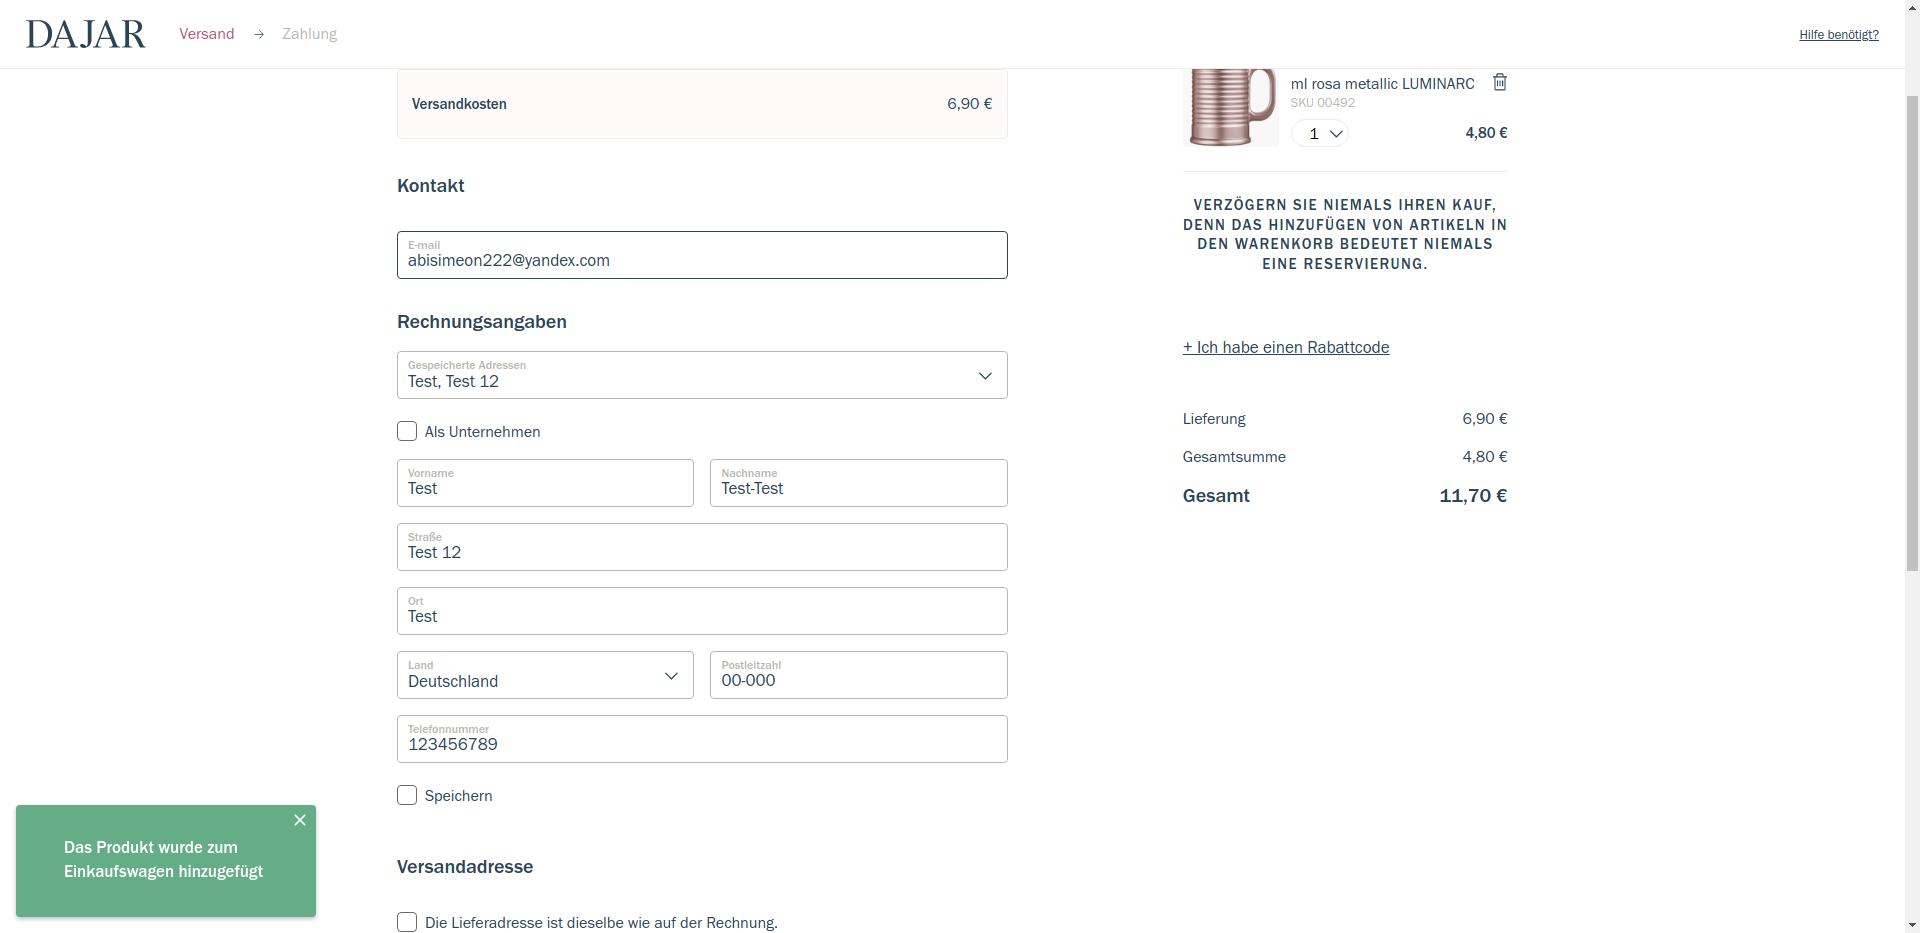 DAJAR
Versand → Zahlung
Hilfe benötigt?
Versandkosten 6,90 €
Kontakt
E-mail
abisimeon222@yandex.com
Rechnungsangaben
Gespeicherte Adressen
Test, Test 12
Als Unternehmen
Vorname
Test
Nachname
Test-Test
Straße
Test 12
Ort
Test
Land
Deutschland
Postleitzahl
00-000
Telefonnummer
123456789
Speichern
Versandadresse
Die Lieferadresse ist dieselbe wie auf der Rechnung.
ml rosa metallic LUMINARC
SKU 00492
1
4,80 €
VERZÖGERN SIE NIEMALS IHREN KAUF,
DENN DAS HINZUFÜGEN VON ARTIKELN IN
DEN WARENKORB BEDEUTET NIEMALS
EINE RESERVIERUNG.
+ Ich habe einen Rabattcode
Lieferung 6,90 €
Gesamtsumme 4,80 €
Gesamt 11,70 €
Das Produkt wurde zum
Einkaufswagen hinzugefügt